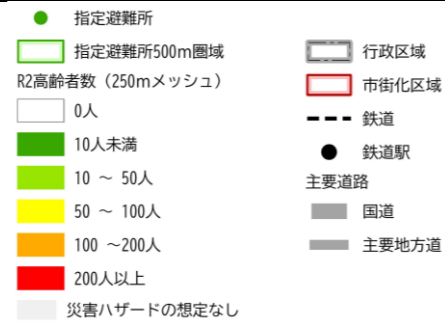 指定避難所
指定避難所500m圏域
R2高齢者数（250mメッシュ）
0人
10人未満
10 ～ 50人
50 ～ 100人
100 ～200人
200人以上
災害ハザードの想定なし
行政区域
市街化区域
鉄道
鉄道駅
主要道路
国道
主要地方道